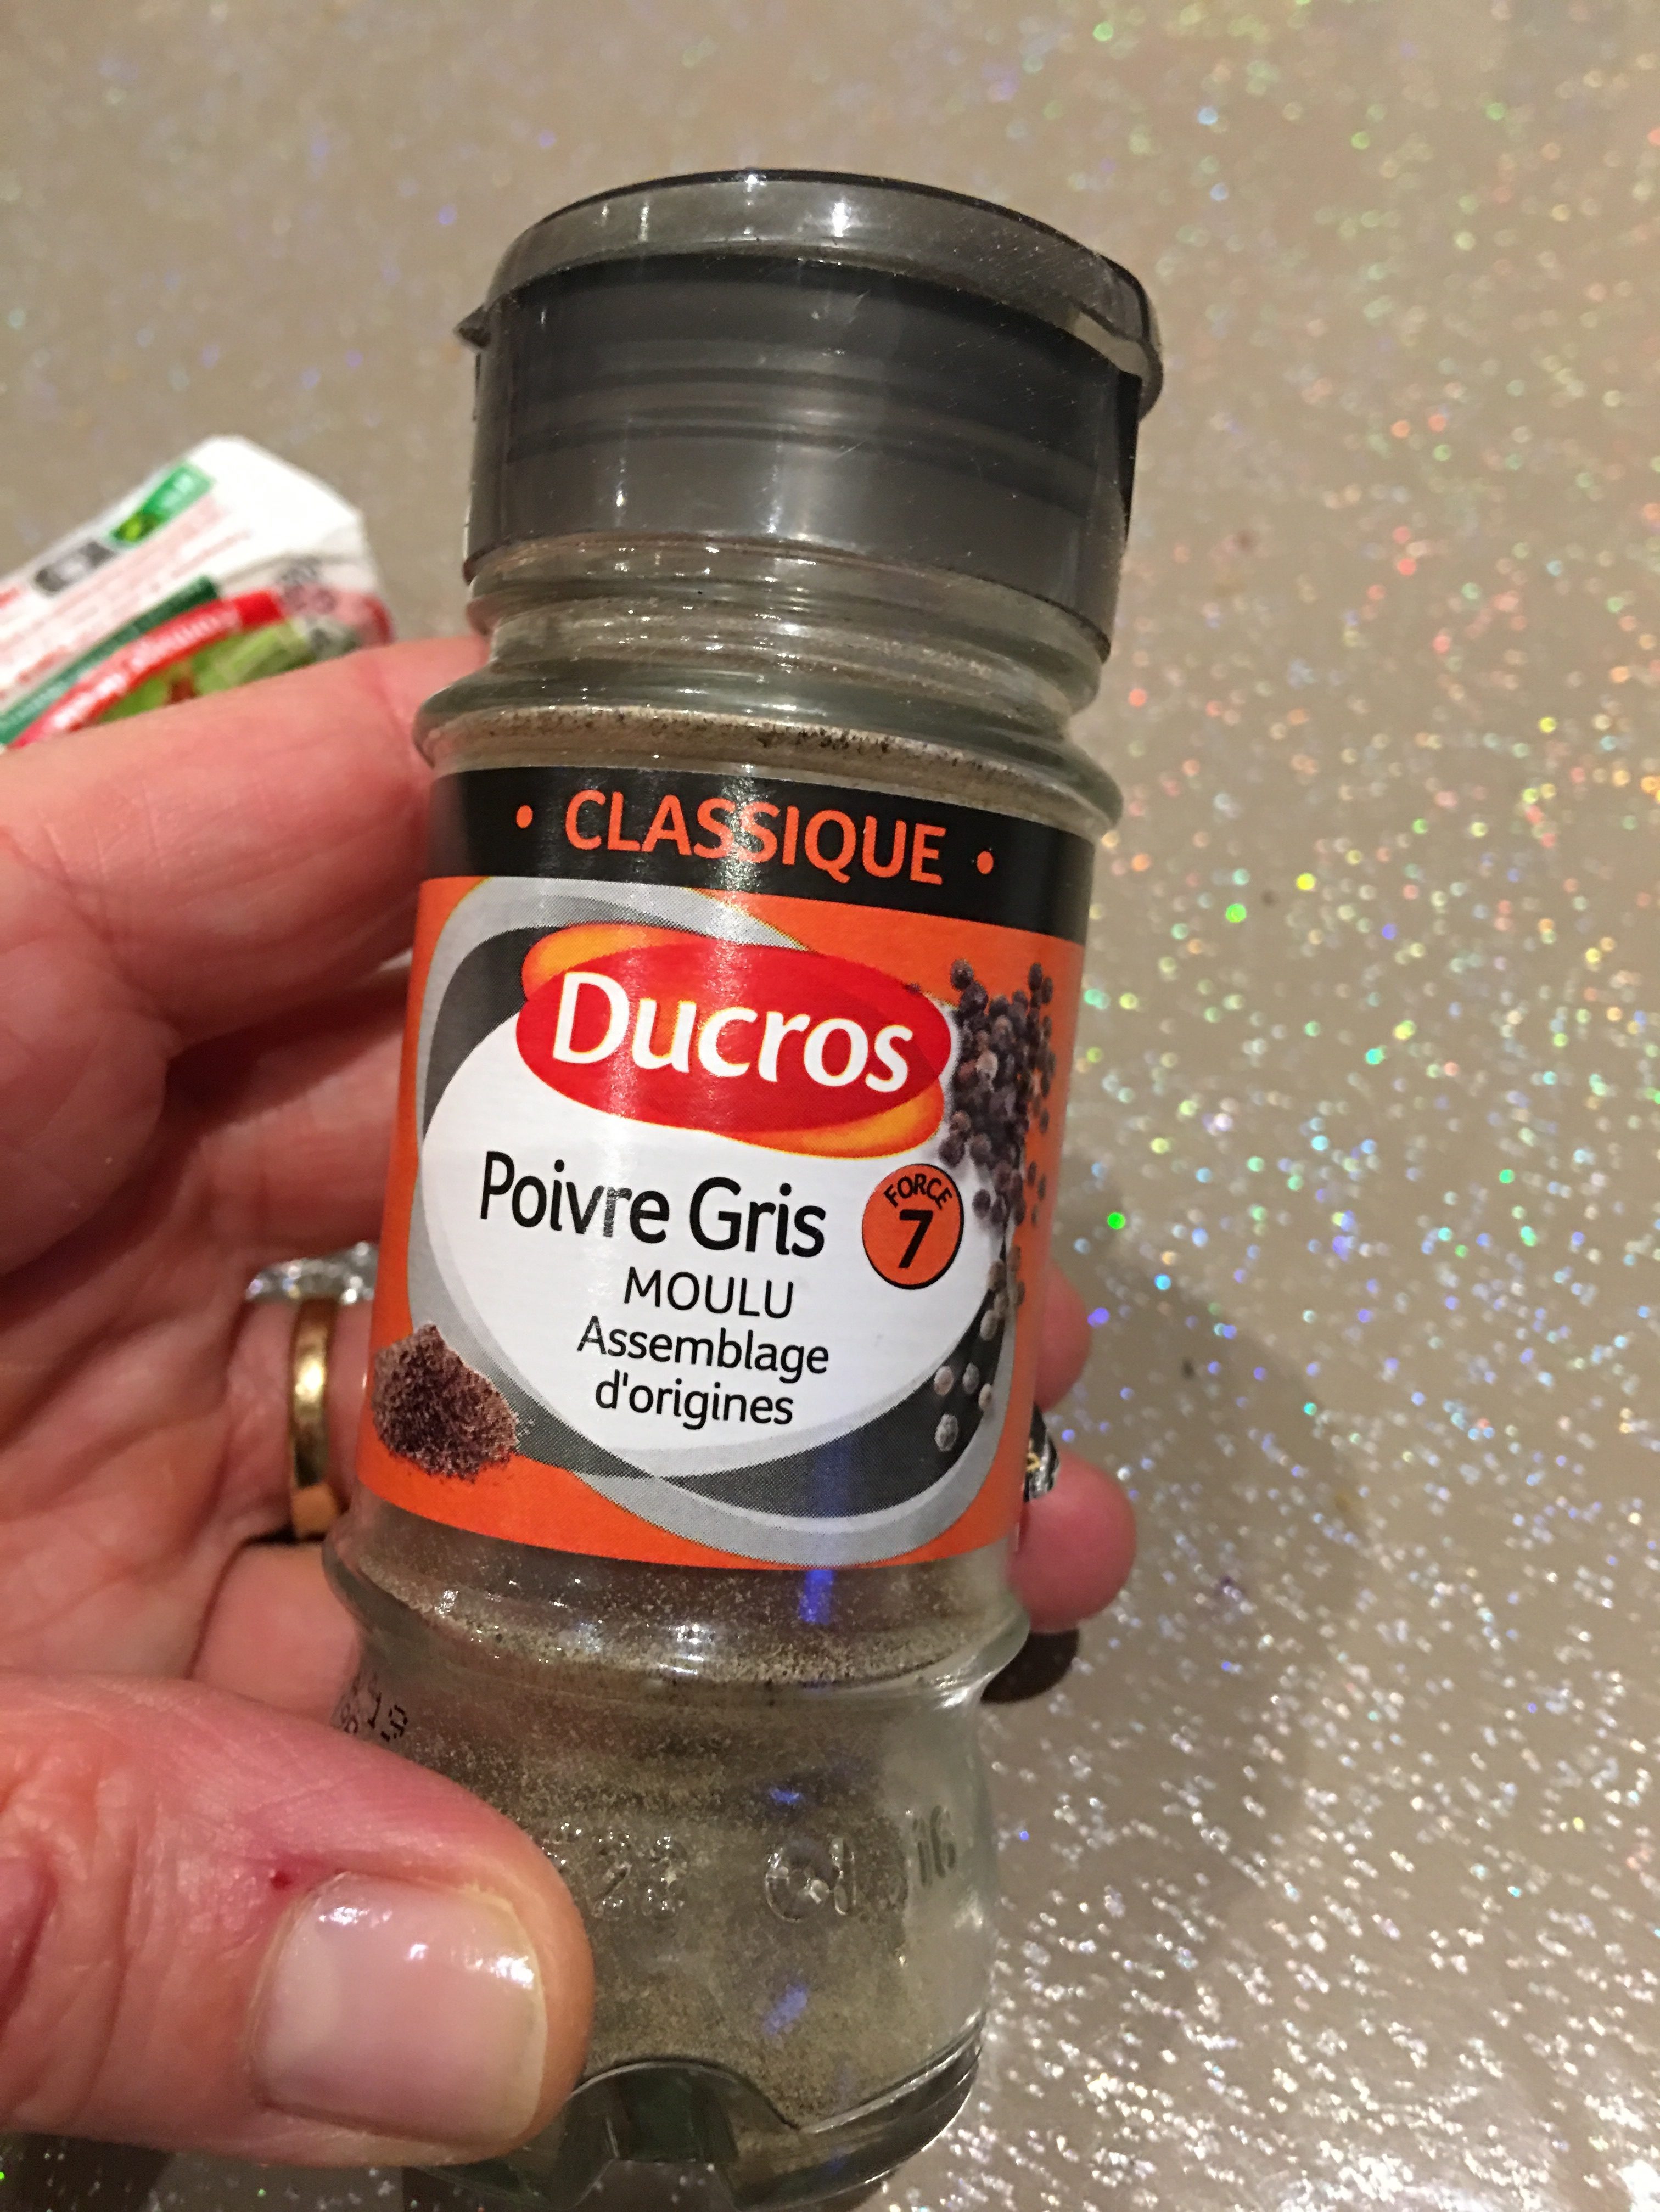 • CLASSIQUE •
Ducros
Poivre Gris
FORCE
7
MOULU
Assemblage
d'origines